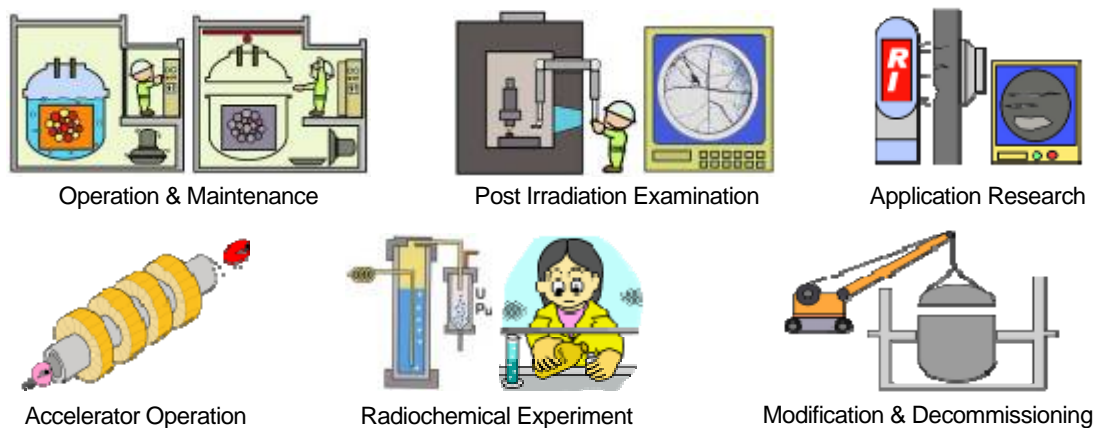 RI
Operation & Maintenance
Post Irradiation Examination
Application Research
U
Pu
Accelerator Operation
Radiochemical Experiment
Modification & Decommissioning